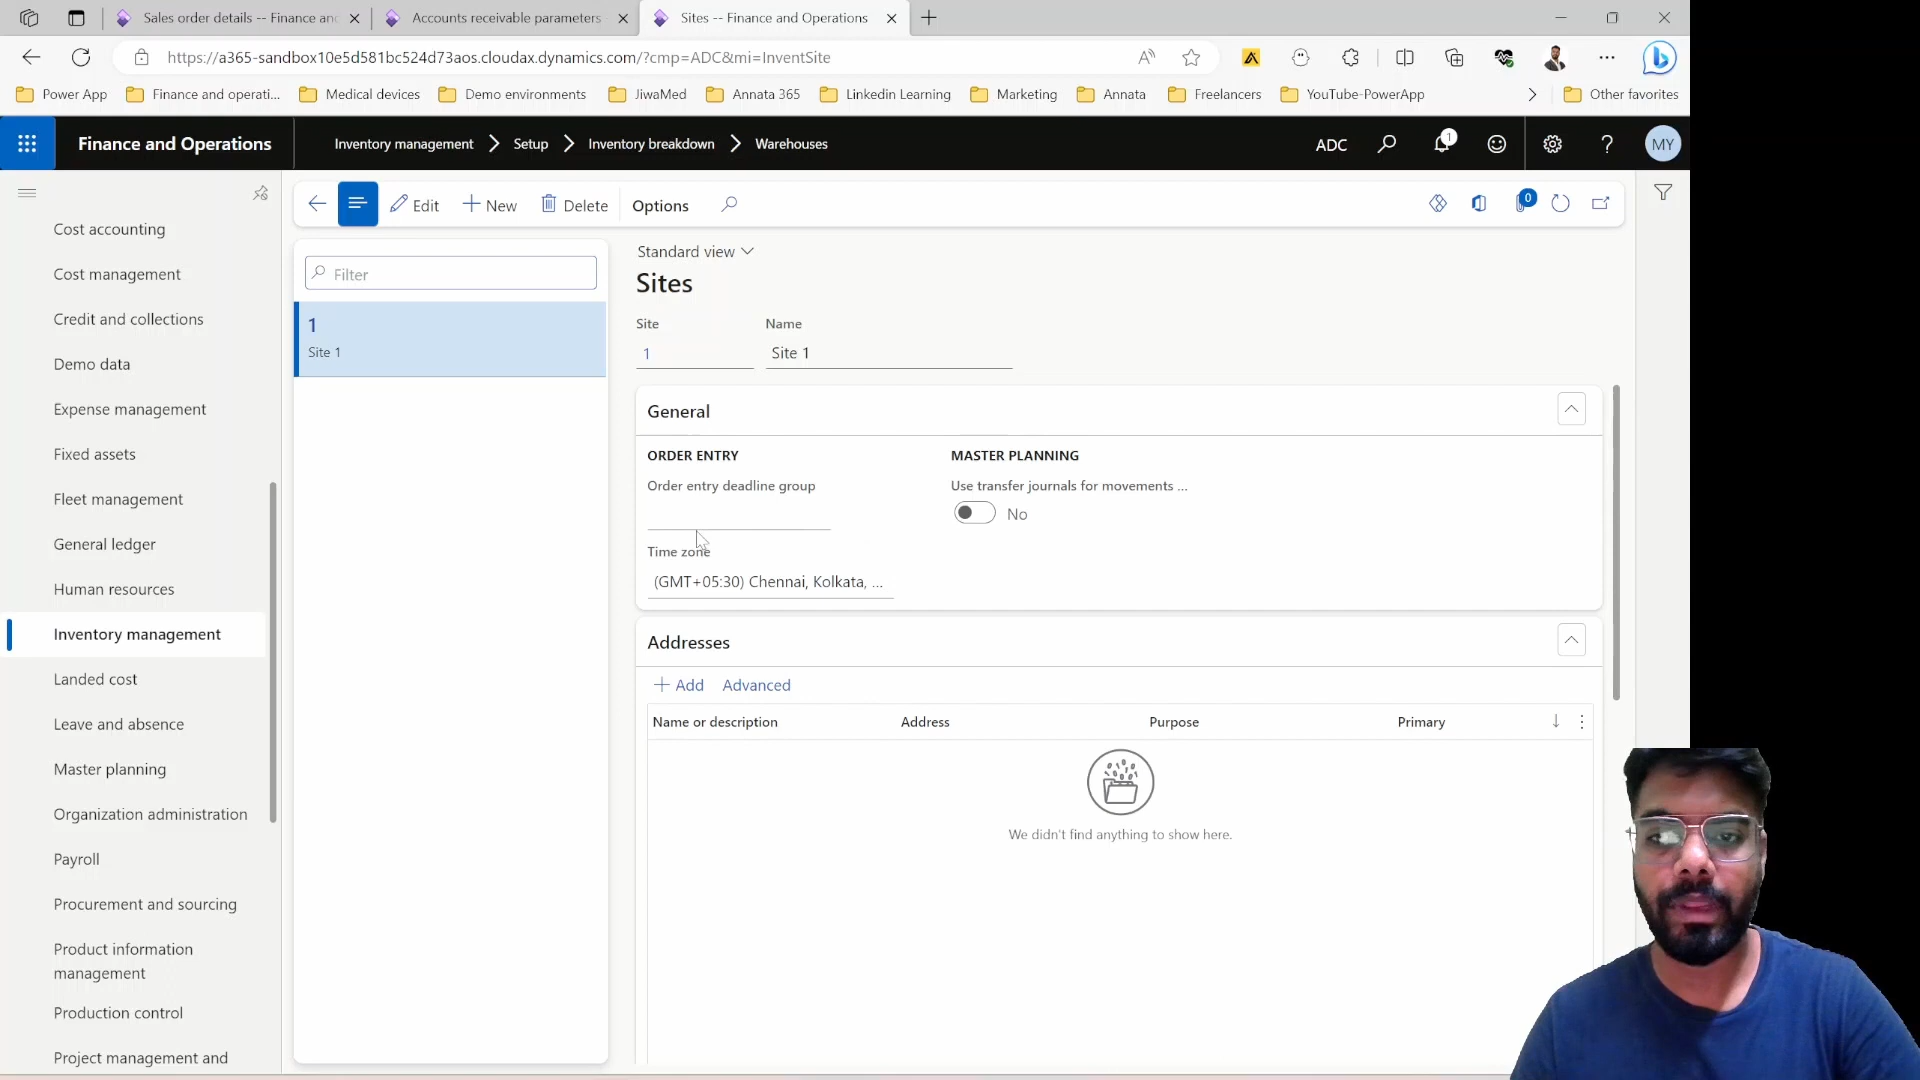 Sales order details -- Finance and
Accounts receivable parameters
Sites -- Finance and Operations
https://a365-sandbox10e5d581bc524d73aos.cloudax.dynamics.com/?cmp=ADC&mi=InventSite
Power App
Finance and operati...
Medical devices
Demo environments
JiwaMed
Annata 365
Linkedin Learning
Marketing
Annata
Freelancers
YouTube-PowerApp
Other favorites
Finance and Operations
Inventory management
Setup
Inventory breakdown
Warehouses
ADC
1
MY
Cost accounting
Cost management
Credit and collections
Demo data
Expense management
Fixed assets
Fleet management
General ledger
Human resources
Inventory management
Landed cost
Leave and absence
Master planning
Organization administration
Payroll
Procurement and sourcing
Product information
management
Production control
Project management and
Edit
New
Delete
Options
0
Filter
1
Site 1
Standard view
Sites
Site
Name
1
Site 1
General
ORDER ENTRY
Order entry deadline group
Time zone
(GMT+05:30) Chennai, Kolkata, ...
MASTER PLANNING
Use transfer journals for movements ...
No
Addresses
Add
Advanced
Name or description
Address
Purpose
Primary
We didn't find anything to show here.